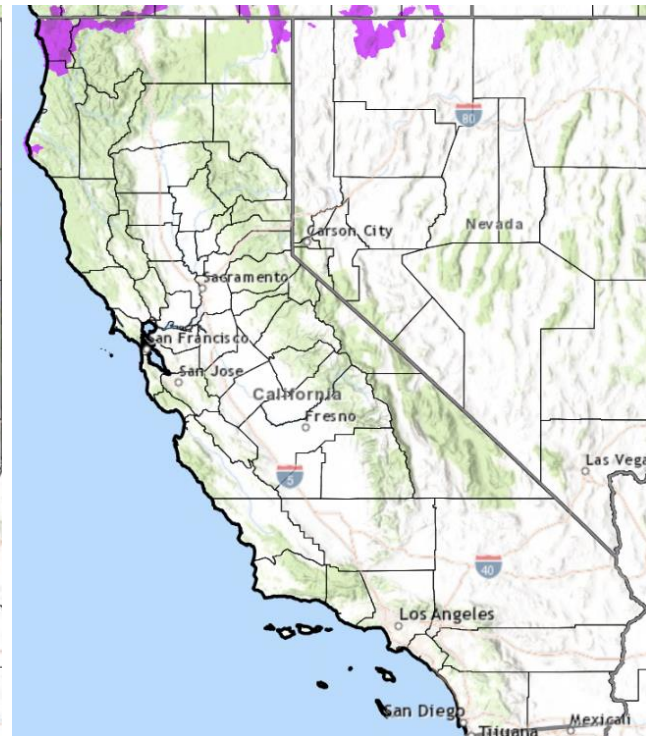 80
Carson City
Nevada
Sacramento
San Francisco
San Jose
California
Fresno
Las Vega
5
40
Los Angeles
San Diego
Mexicali
Tijuana